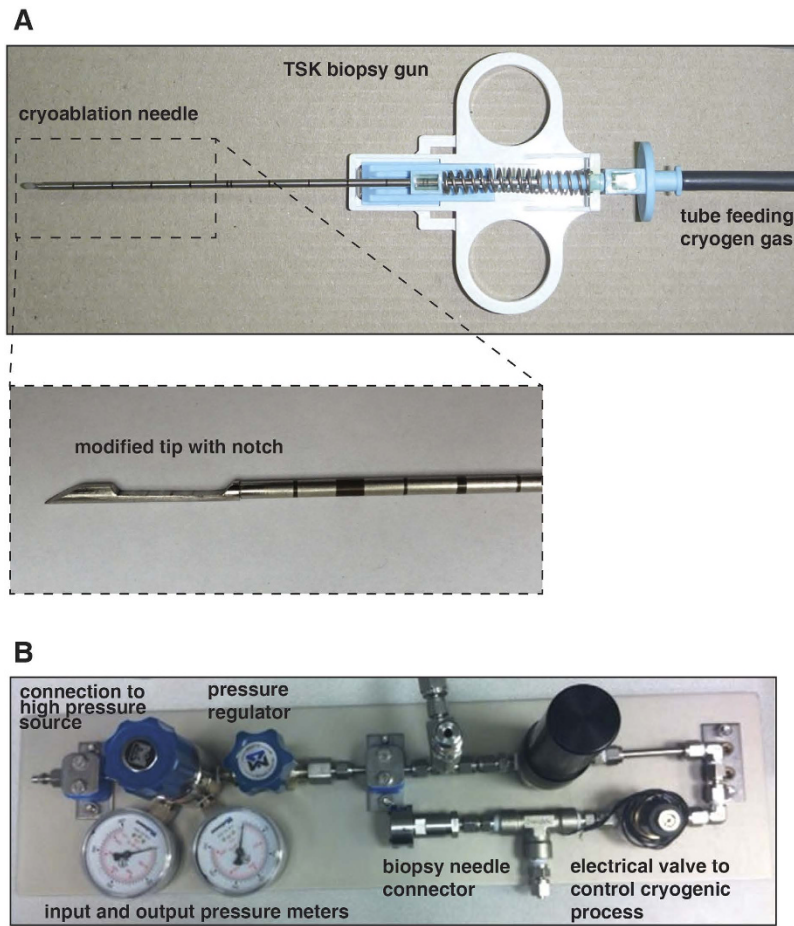 A
TSK biopsy gun
cryoablation needle
tube feeding
cryogen gas
modified tip with notch
B
connection to
high pressure
source
pressure
regulator
biopsy needle
connector
electrical valve to
control cryogenic
process
input and output pressure meters